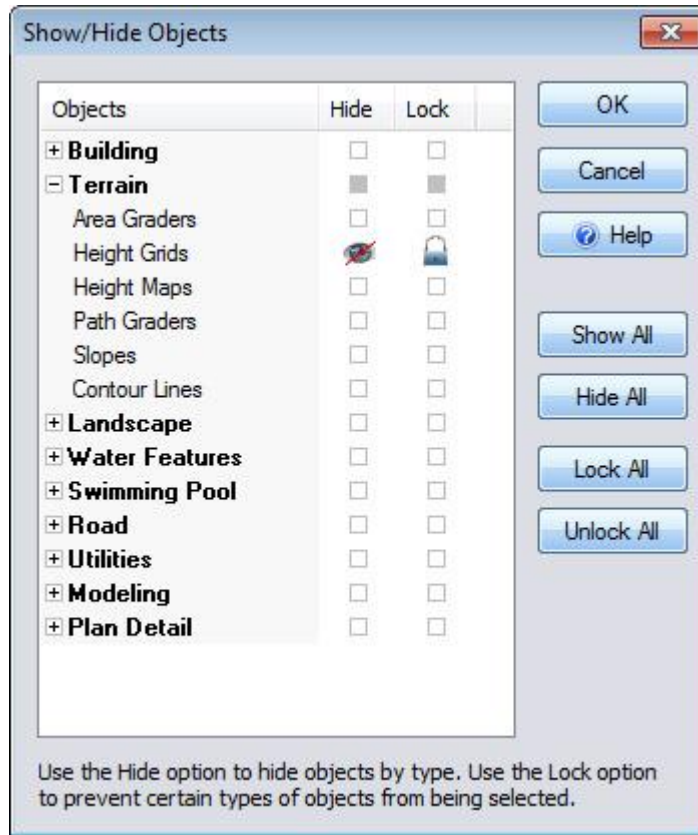 Show/Hide Objects
Objects Hide Lock
Building
Terrain
Area Graders
Height Grids
Height Maps
Path Graders
Slopes
Contour Lines
Landscape
Water Features
Swimming Pool
Road
Utilities
Modeling
Plan Detail
OK
Cancel
Help
Show All
Hide All
Lock All
Unlock All
Use the Hide option to hide objects by type. Use the Lock option
to prevent certain types of objects from being selected.